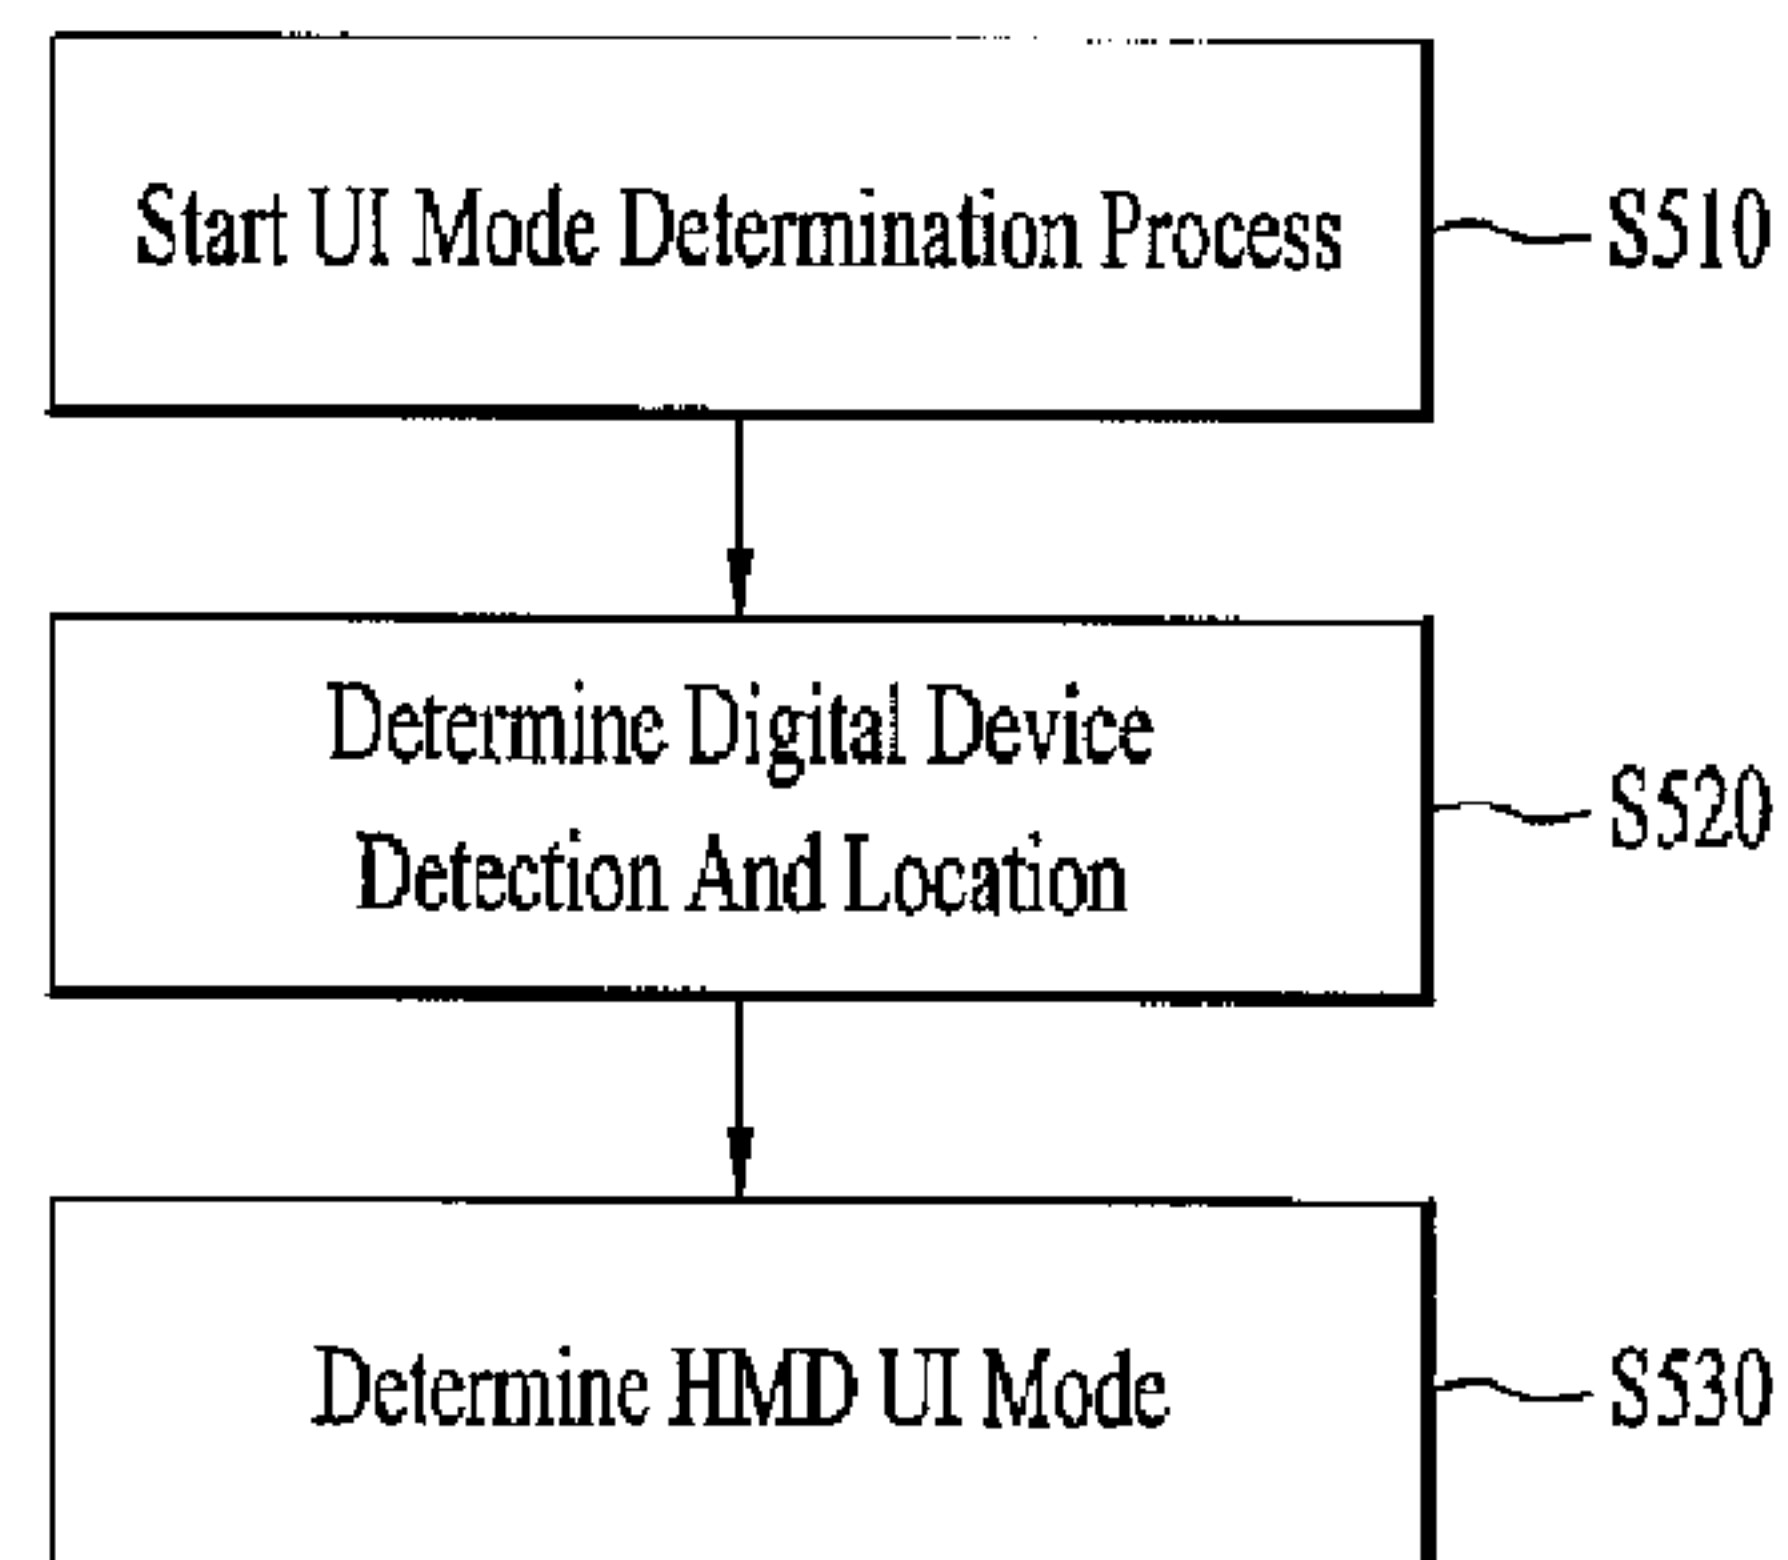 Start UI Mode Determination Process
S510
Determine Digital Device
Detection And Location
S520
Determine HMD UI Mode
S530